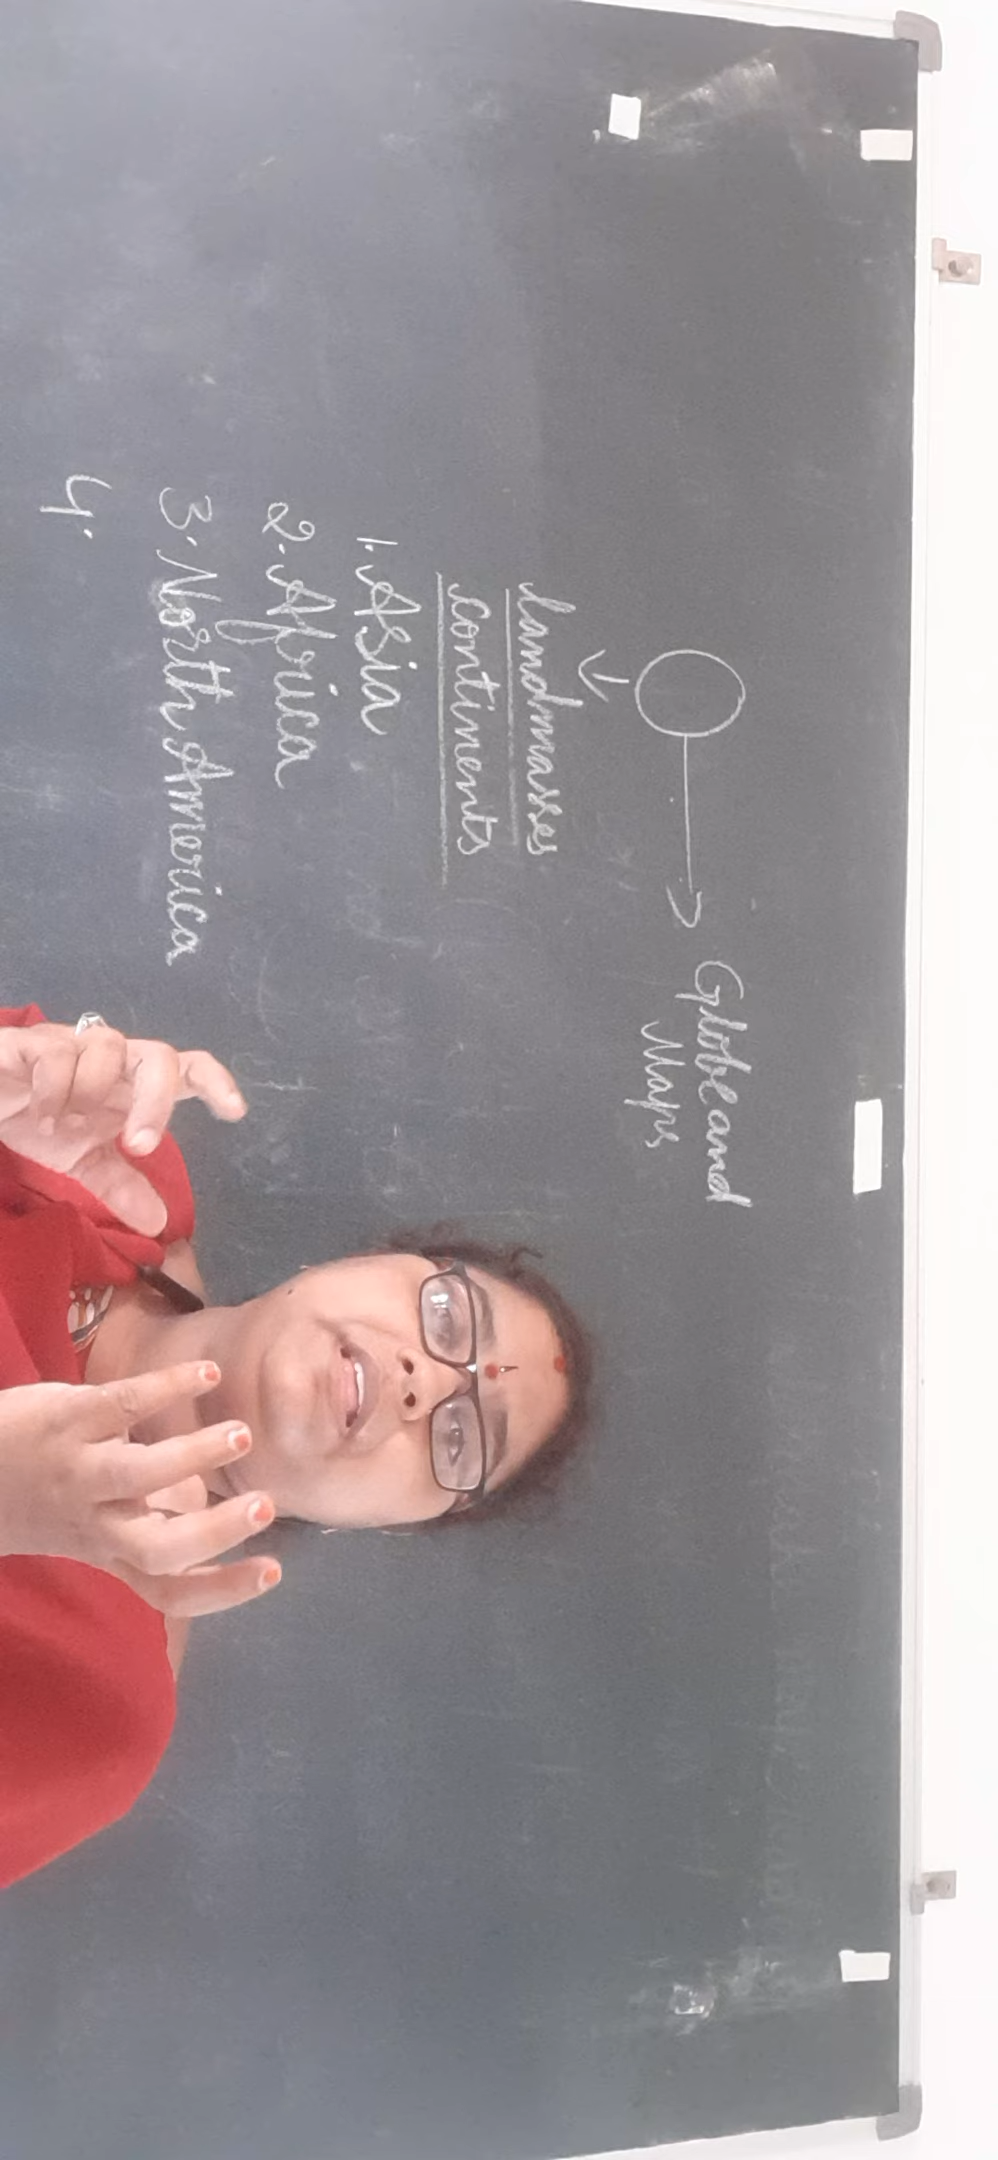 Globe and
Maps
landmasses
continents
1. Asia
2. Africa
3. North America
4.